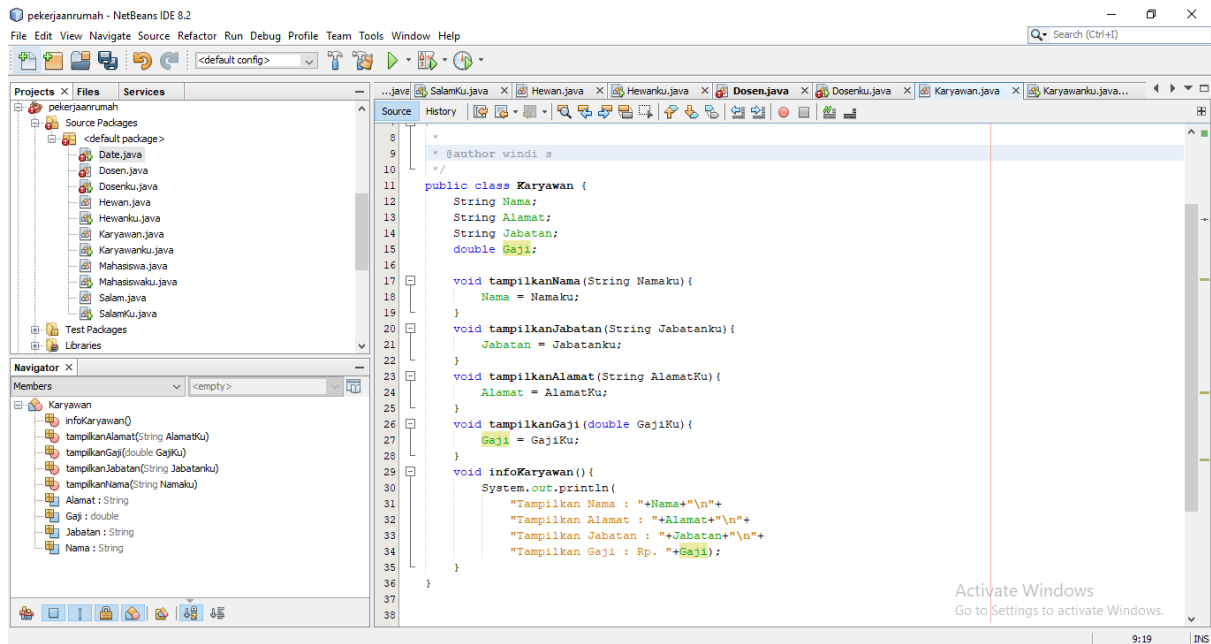 pekerjaanrumah - NetBeans IDE 8.2
File Edit View Navigate Source Refactor Run Debug Profile Team Tools Window Help
Search (Ctrl+I)
<default config>
Projects Files Services
pekerjaanrumah
Source Packages
<default package>
Date.java
Dosen.java
Dosenku.java
Hewan.java
Hewanku.java
Karyawan.java
Karyawanku.java
Mahasiswa.java
Mahasiswaku.java
Salam.java
SalamKu.java
Test Packages
Libraries
Navigator
Members <empty>
Karyawan
infoKaryawan()
tampilkanAlamat(String AlamatKu)
tampilkanGaji(double GajiKu)
tampilkanJabatan(String Jabatanku)
tampilkanNama(String Namaku)
Alamat : String
Gaji : double
Jabatan : String
Nama : String
...java SalamKu.java Hewan.java Hewanku.java Dosen.java Dosenku.java Karyawan.java Karyawanku.java...
Source History
8 *
9 * @author windi s
10 */
11 public class Karyawan {
12 String Nama;
13 String Alamat;
14 String Jabatan;
15 double Gaji;
16
17 void tampilkanNama(String Namaku){
18 Nama = Namaku;
19 }
20 void tampilkanJabatan(String Jabatanku){
21 Jabatan = Jabatanku;
22 }
23 void tampilkanAlamat(String AlamatKu){
24 Alamat = AlamatKu;
25 }
26 void tampilkanGaji(double GajiKu){
27 Gaji = GajiKu;
28 }
29 void infoKaryawan(){
30 System.out.println(
31 "Tampilkan Nama : "+Nama+"\n"+
32 "Tampilkan Alamat : "+Alamat+"\n"+
33 "Tampilkan Jabatan : "+Jabatan+"\n"+
34 "Tampilkan Gaji : Rp. "+Gaji);
35 }
36 }
37
38
Activate Windows
Go to Settings to activate Windows.
9:19 INS